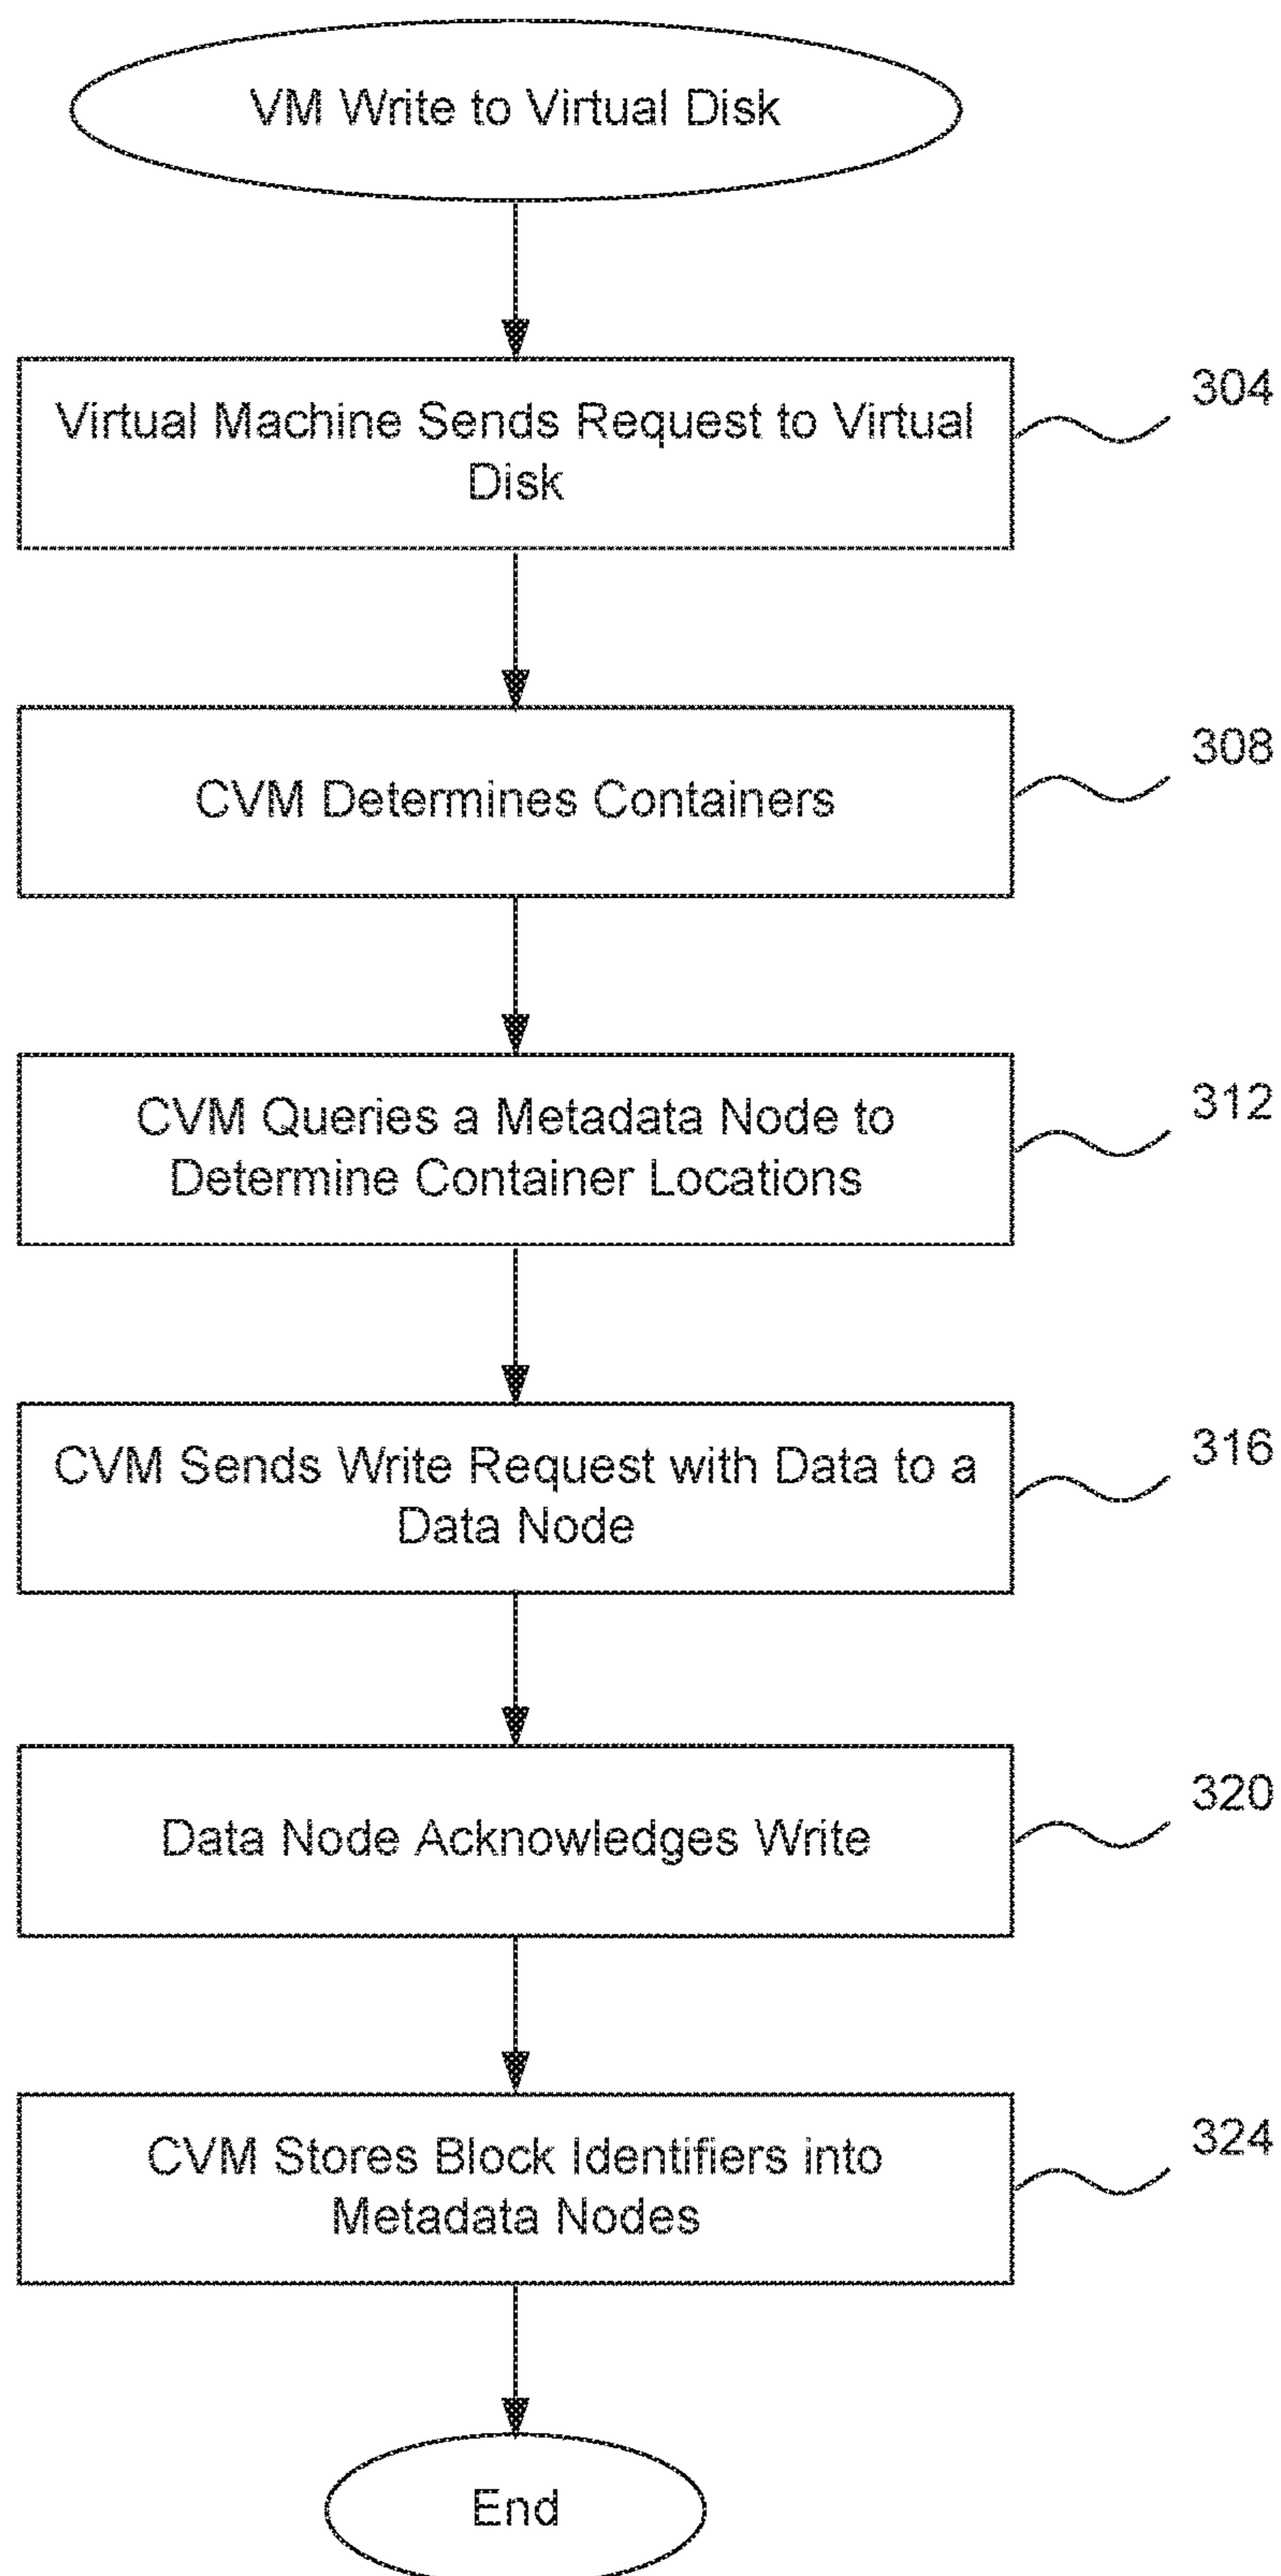 VM Write to Virtual Disk
304
Virtual Machine Sends Request to Virtual
Disk
308
CVM Determines Containers
312
CVM Queries a Metadata Node to
Determine Container Locations
316
CVM Sends Write Request with Data to a
Data Node
320
Data Node Acknowledges Write
324
CVM Stores Block Identifiers into
Metadata Nodes
End